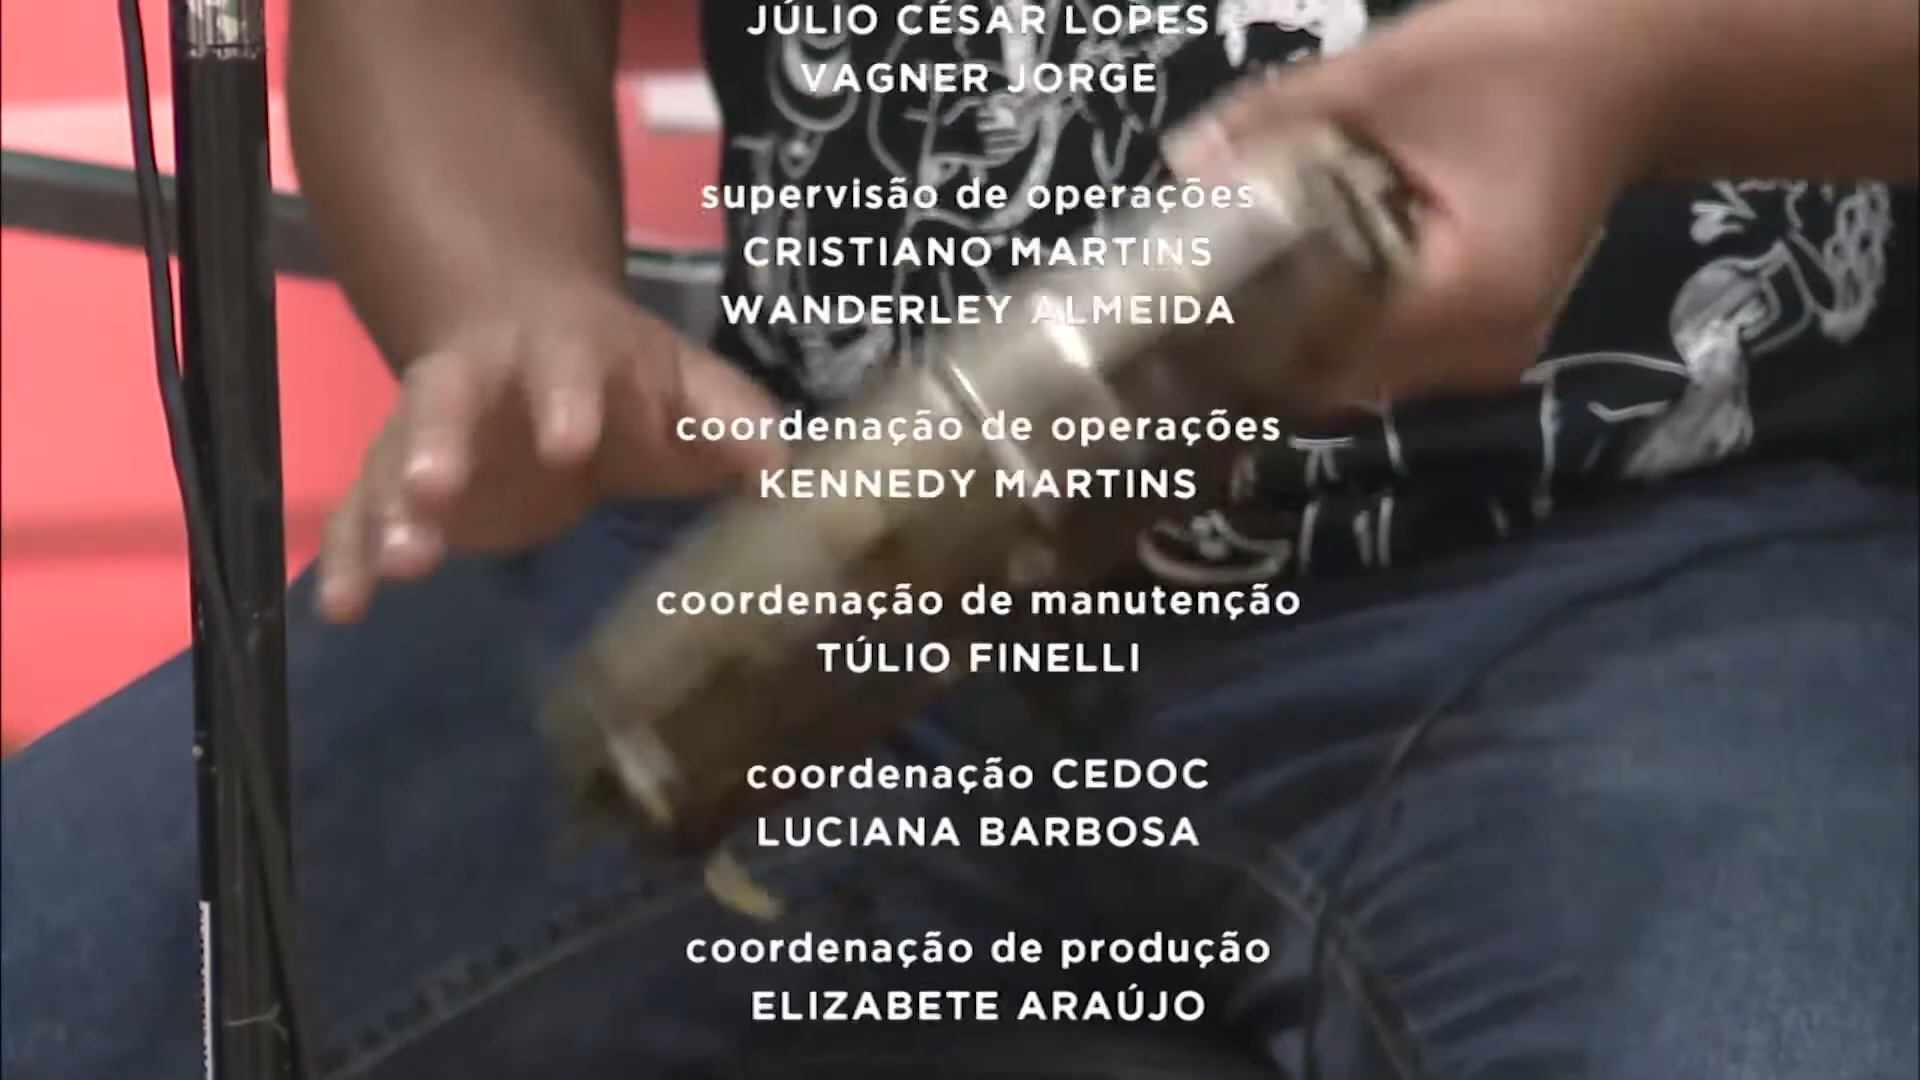 JÚLIO CÉSAR LOPES
VAGNER JORGE
supervisão de operações
CRISTIANO MARTINS
WANDERLEY ALMEIDA
coordenação de operações
KENNEDY MARTINS
coordenação de manutenção
TÚLIO FINELLI
coordenação CEDOC
LUCIANA BARBOSA
coordenação de produção
ELIZABETE ARAÚJO